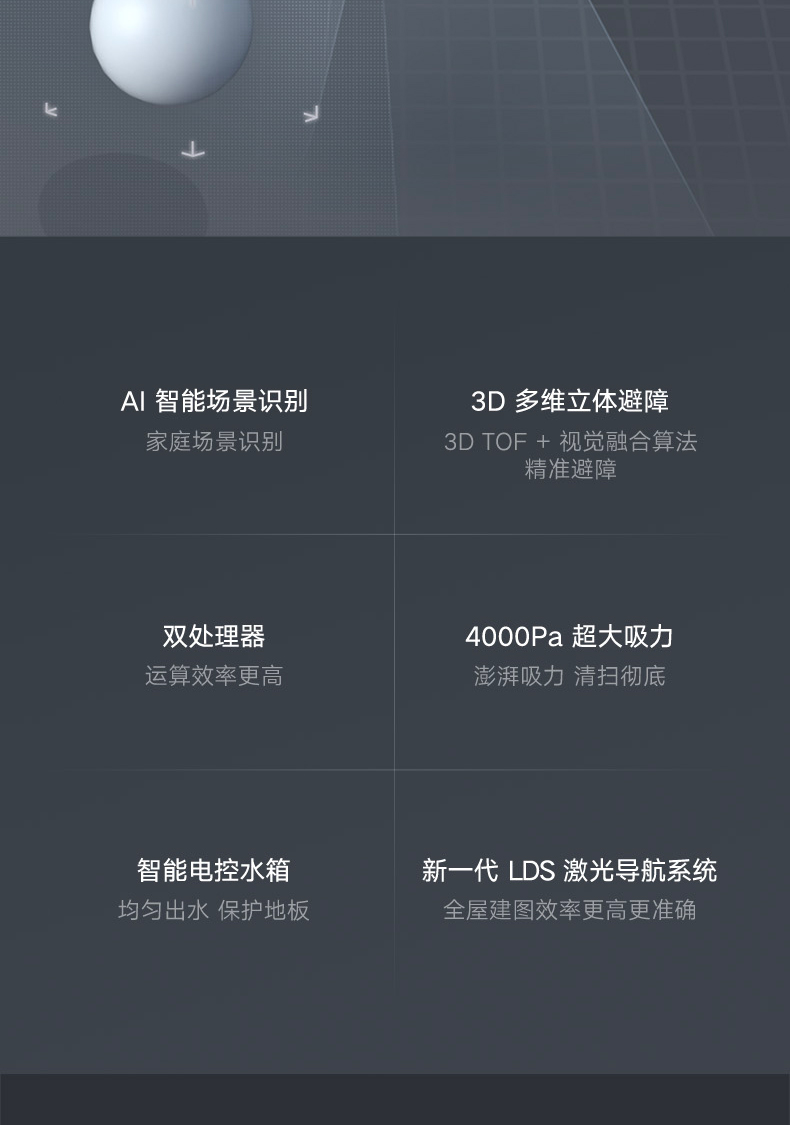 AI 智能场景识别
家庭场景识别
3D 多维立体避障
3D TOF + 视觉融合算法
精准避障
双处理器
运算效率更高
4000Pa 超大吸力
澎湃吸力 清扫彻底
智能电控水箱
均匀出水 保护地板
新一代 LDS 激光导航系统
全屋建图效率更高更准确